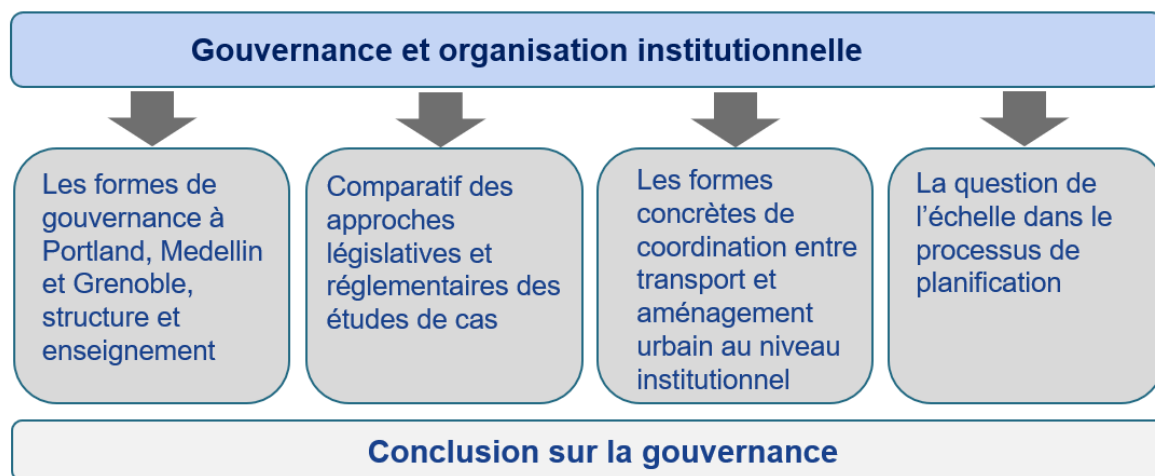 Gouvernance et organisation institutionnelle
Les formes de
gouvernance à
Portland, Medellin
et Grenoble,
structure et
enseignement
Comparatif des
approches
législatives et
réglementaires des
études de cas
Les formes
concrètes de
coordination entre
transport et
aménagement
urbain au niveau
institutionnel
La question de
l’échelle dans le
processus de
planification
Conclusion sur la gouvernance